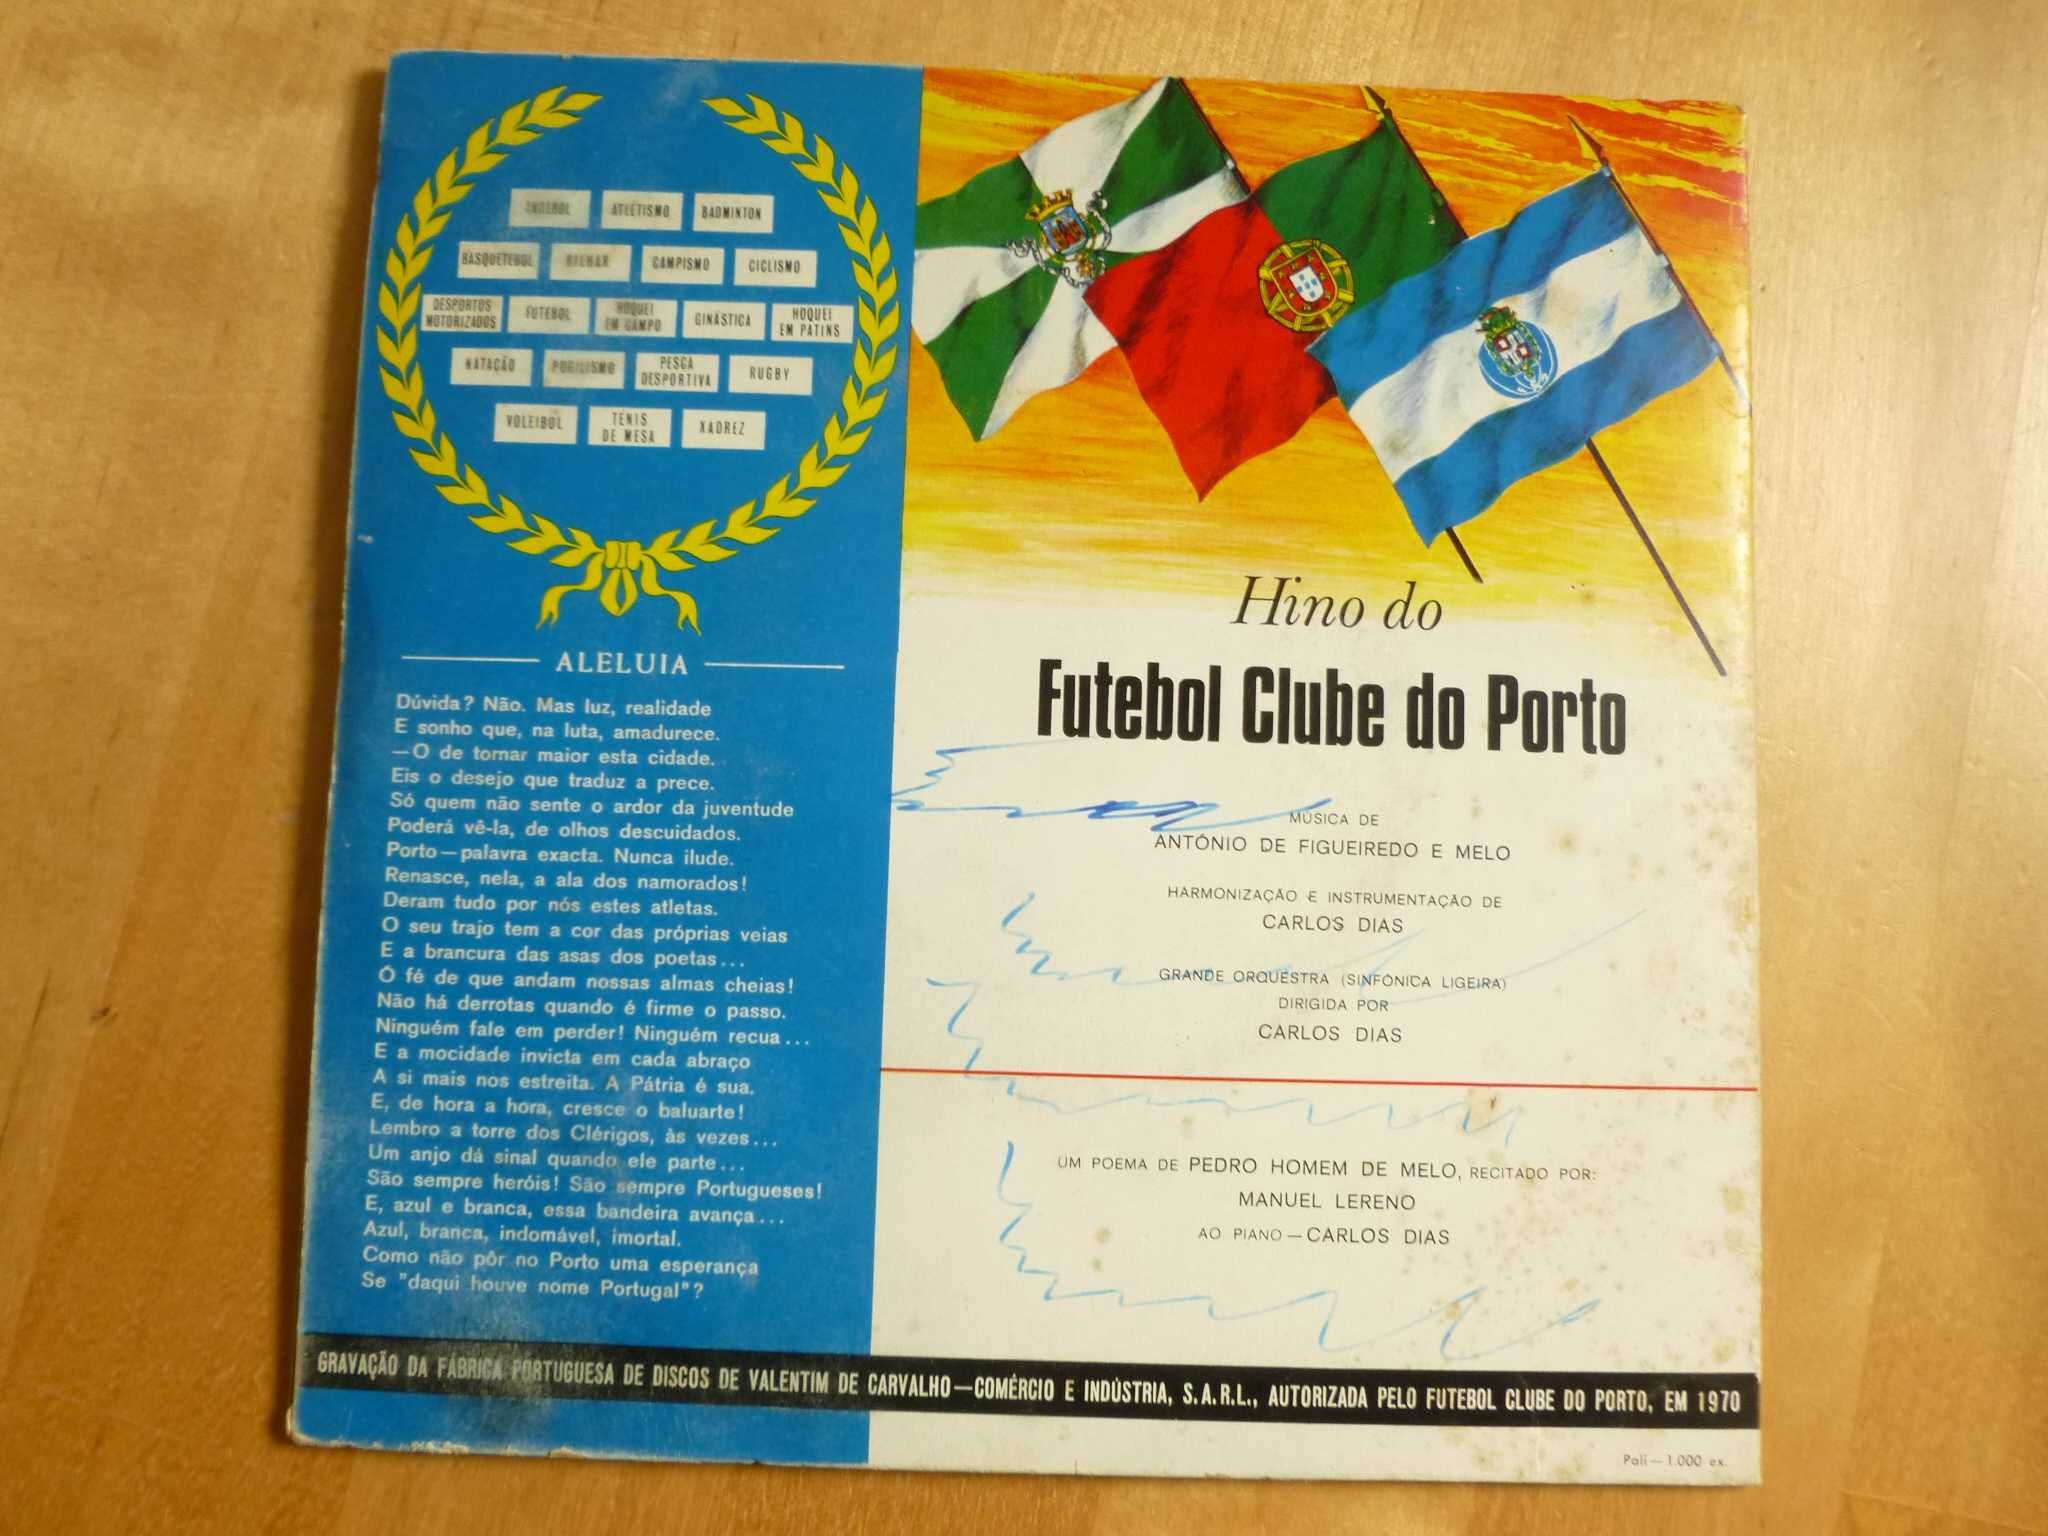 ANDEBOL ATLETISMO BADMINTON
BASQUETEBOL BILHAR CAMPISMO CICLISMO
DESPORTOS MOTORIZADOS FUTEBOL HOQUEI EM CAMPO GINÁSTICA HOQUEI EM PATINS
NATAÇÃO PUGILISMO PESCA DESPORTIVA RUGBY
VOLEIBOL TENIS DE MESA XADREZ
ALELUIA
Dúvida? Não. Mas luz, realidade
E sonho que, na luta, amadurece.
—O de tornar maior esta cidade.
Eis o desejo que traduz a prece.
Só quem não sente o ardor da juventude
Poderá vê-la, de olhos descuidados.
Porto—palavra exacta. Nunca ilude.
Renasce, nela, a ala dos namorados!
Deram tudo por nós estes atletas.
O seu trajo tem a cor das próprias veias
E a brancura das asas dos poetas...
Ó fé de que andam nossas almas cheias!
Não há derrotas quando é firme o passo.
Ninguém fale em perder! Ninguém recua...
E a mocidade invicta em cada abraço
A si mais nos estreita. A Pátria é sua.
E, de hora a hora, cresce o baluarte!
Lembro a torre dos Clérigos, às vezes...
Um anjo dá sinal quando ele parte...
São sempre heróis! São sempre Portugueses!
E, azul e branca, essa bandeira avança...
Azul, branca, indomável, imortal.
Como não pôr no Porto uma esperança
Se "daqui houve nome Portugal"?
Hino do
Futebol Clube do Porto
MÚSICA DE
ANTÓNIO DE FIGUEIREDO E MELO
HARMONIZAÇÃO E INSTRUMENTAÇÃO DE
CARLOS DIAS
GRANDE ORQUESTRA (SINFÓNICA LIGEIRA)
DIRIGIDA POR
CARLOS DIAS
UM POEMA DE PEDRO HOMEM DE MELO, RECITADO POR:
MANUEL LERENO
AO PIANO—CARLOS DIAS
GRAVAÇÃO DA FÁBRICA PORTUGUESA DE DISCOS DE VALENTIM DE CARVALHO—COMÉRCIO E INDÚSTRIA, S.A.R.L., AUTORIZADA PELO FUTEBOL CLUBE DO PORTO, EM 1970
Poli—1.000 ex.